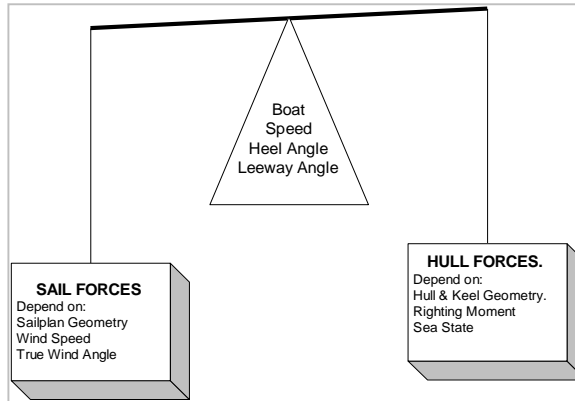 Boat
Speed
Heel Angle
Leeway Angle
SAIL FORCES
Depend on:
Sailplan Geometry
Wind Speed
True Wind Angle
HULL FORCES.
Depend on:
Hull & Keel Geometry.
Righting Moment
Sea State